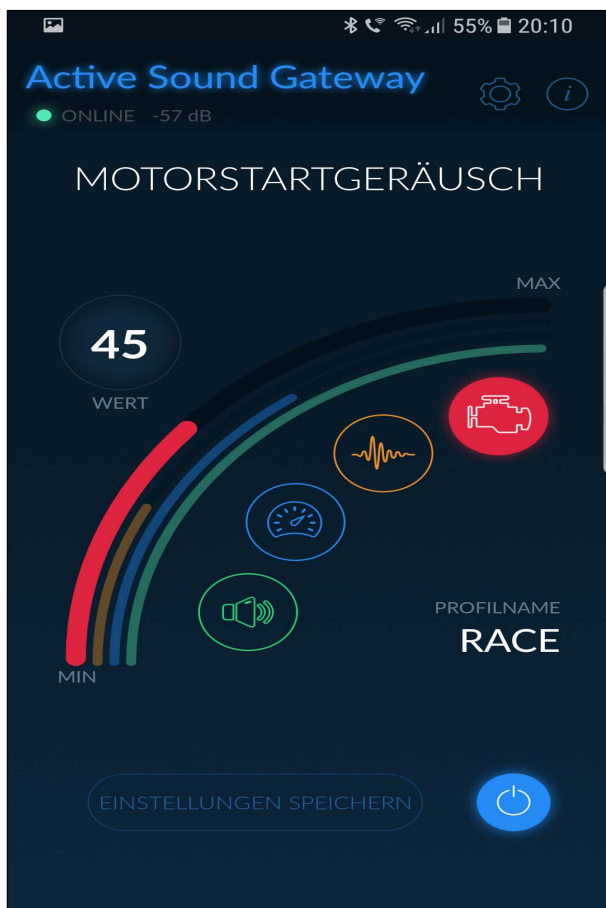 55% 20:10
Active Sound Gateway
i
ONLINE -57 dB
MOTORSTARTGERÄUSCH
MAX
45
WERT
PROFILNAME
RACE
MIN
EINSTELLUNGEN SPEICHERN